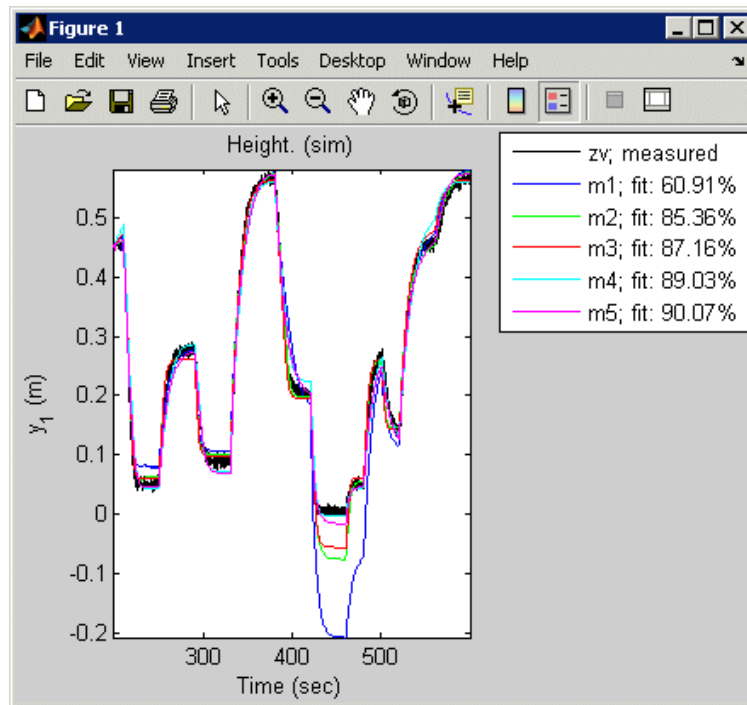 Figure 1
File Edit View Insert Tools Desktop Window Help
Height. (sim)
zv; measured
m1; fit: 60.91%
m2; fit: 85.36%
m3; fit: 87.16%
m4; fit: 89.03%
m5; fit: 90.07%
0.5
0.4
0.3
0.2
0.1
0
-0.1
-0.2
y1 (m)
300 400 500
Time (sec)